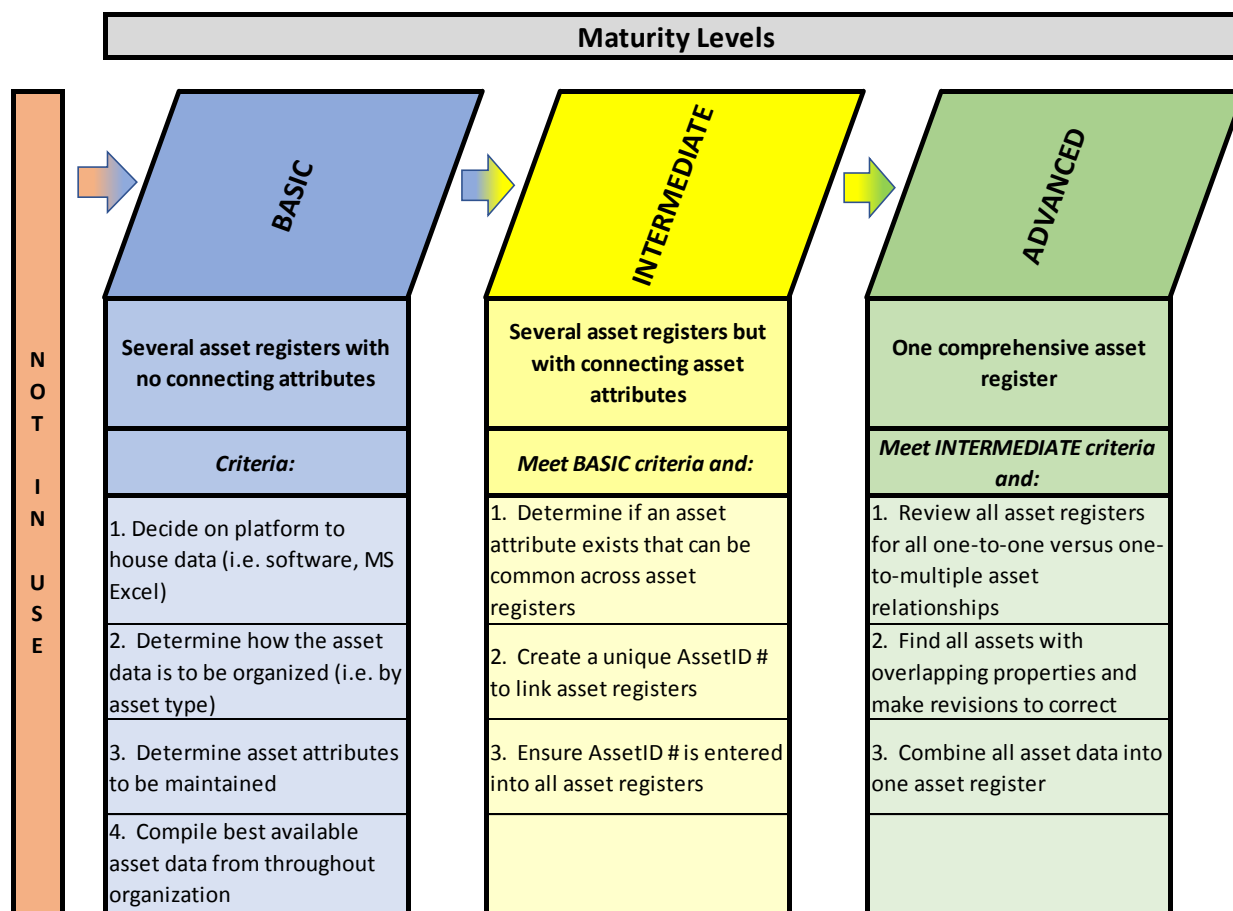 Maturity Levels
NOT IN USE
BASIC
Several asset registers with
no connecting attributes
Criteria:
1. Decide on platform to
house data (i.e. software, MS
Excel)
2.  Determine how the asset
data is to be organized (i.e. by
asset type)
3.  Determine asset attributes
to be maintained
4.  Compile best available
asset data from throughout
organization
INTERMEDIATE
Several asset registers but
with connecting asset
attributes
Meet BASIC criteria and:
1.  Determine if an asset
attribute exists that can be
common across asset
registers
2.  Create a unique AssetID #
to link asset registers
3.  Ensure AssetID # is entered
into all asset registers
ADVANCED
One comprehensive asset
register
Meet INTERMEDIATE criteria
and:
1.  Review all asset registers
for all one-to-one versus one-
to-multiple asset
relationships
2.  Find all assets with
overlapping properties and
make revisions to correct
3.  Combine all asset data into
one asset register